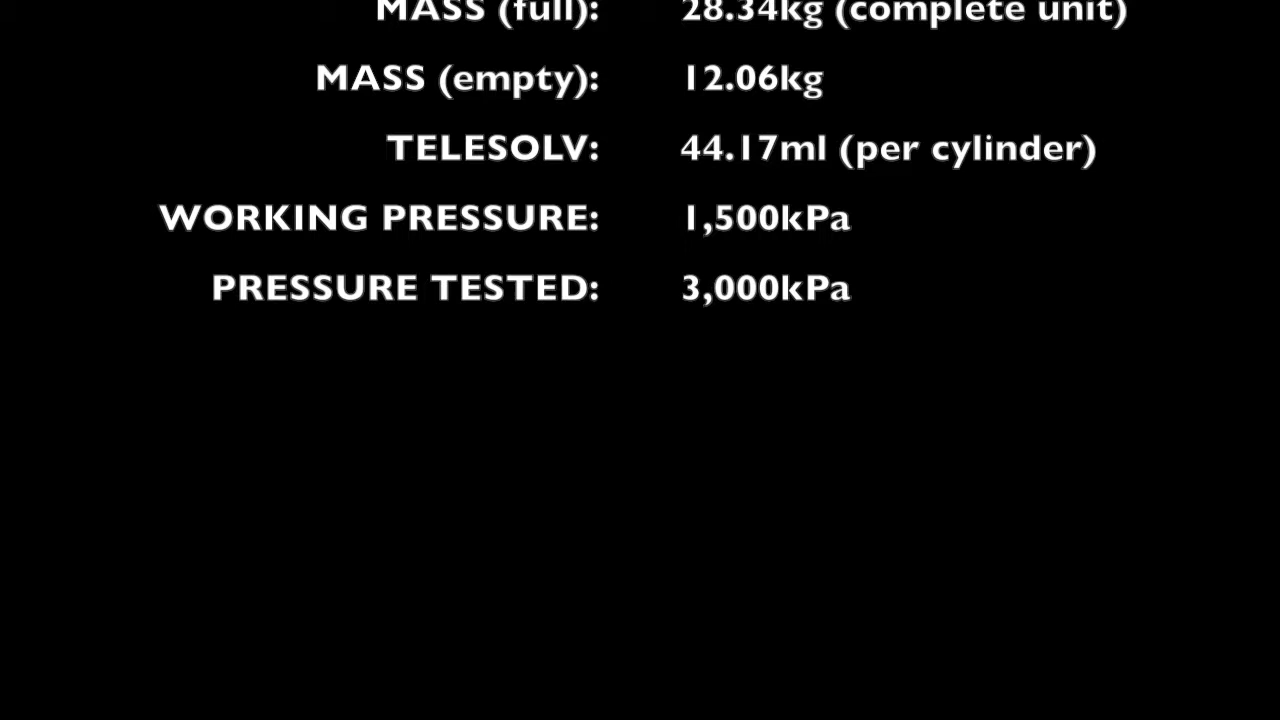 MASS (full): 28.34kg (complete unit)
MASS (empty): 12.06kg
TELESOLV: 44.17ml (per cylinder)
WORKING PRESSURE: 1,500kPa
PRESSURE TESTED: 3,000kPa